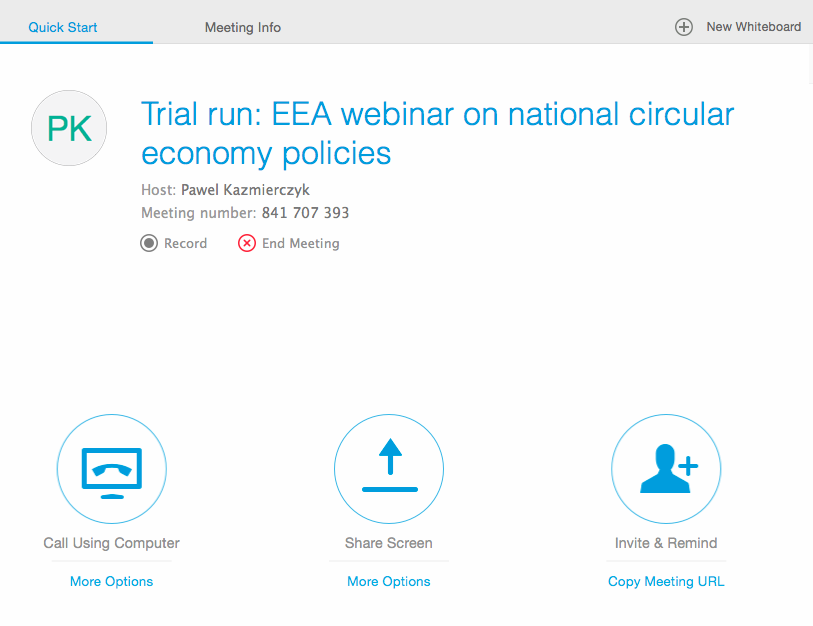 Quick Start
Meeting Info
New Whiteboard
PK
Trial run: EEA webinar on national circular
economy policies
Host: Pawel Kazmierczyk
Meeting number: 841 707 393
Record
End Meeting
Call Using Computer
Share Screen
Invite & Remind
More Options
More Options
Copy Meeting URL